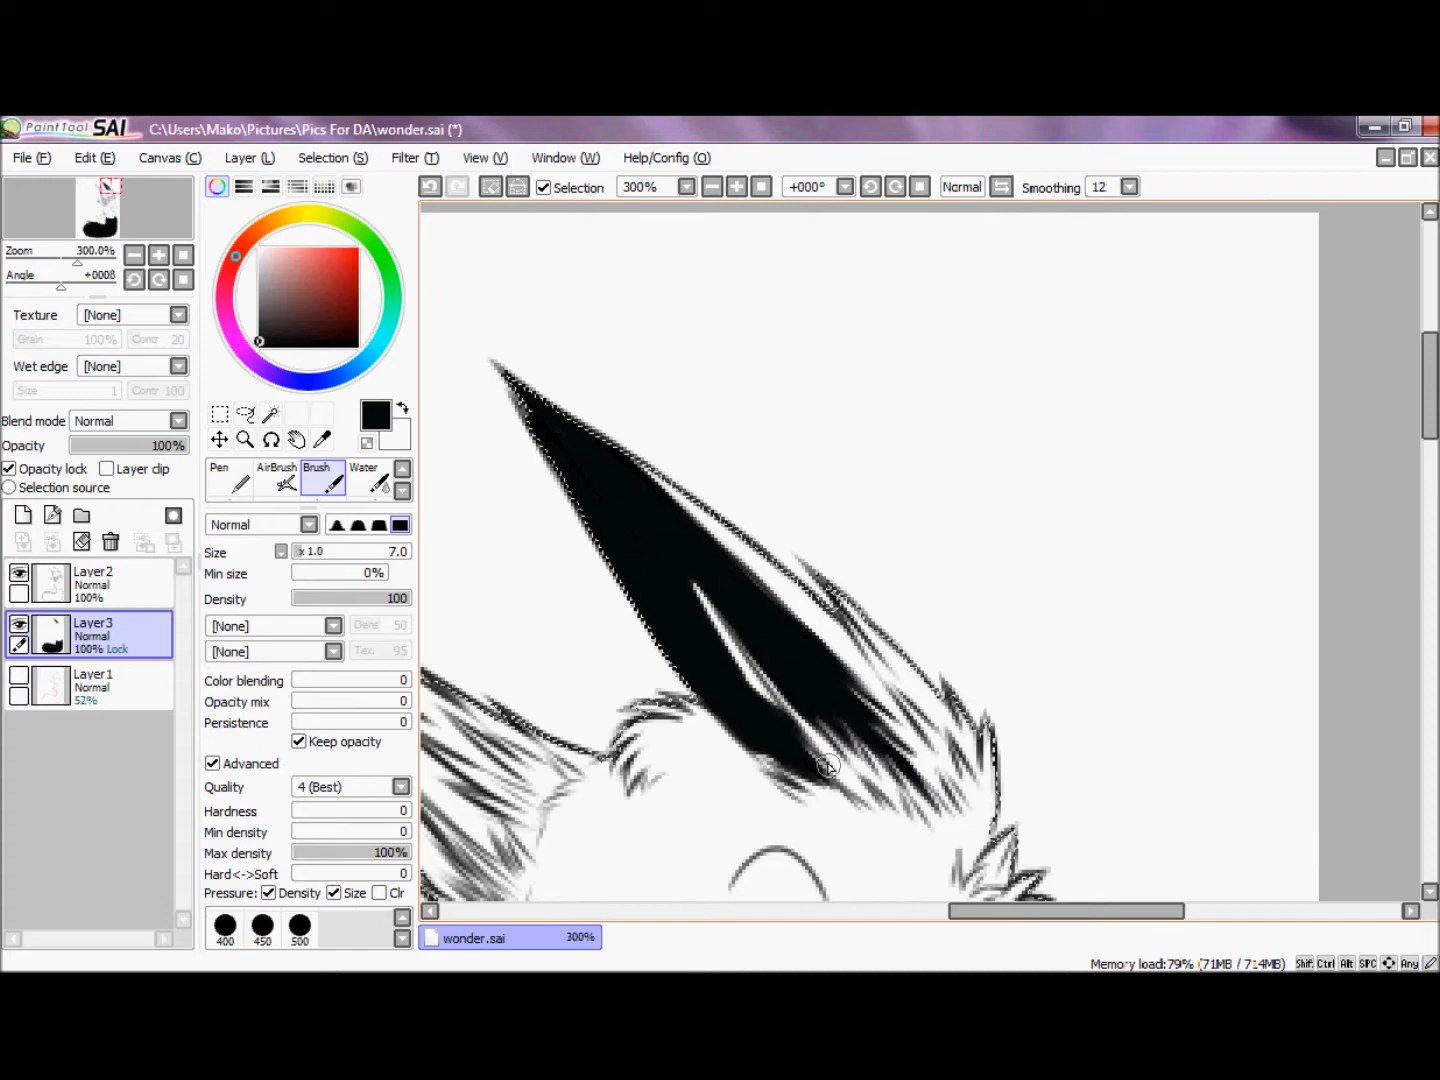 PaintTool SAI C:\Users\Mako\Pictures\Pics For DA\wonder.sai (*)
File (F) Edit (E) Canvas (C) Layer (L) Selection (S) Filter (T) View (V) Window (W) Help/Config (O)
Selection 300% +000° Normal Smoothing 12
Zoom 300.0%
Angle +000ß
Texture [None]
Grain 100% Contr 20
Wet edge [None]
Size 1 Contr 100
Blend mode Normal
Opacity 100%
Opacity lock Layer clip
Selection source
Layer2
Normal
100%
Layer3
Normal
100% Lock
Layer1
Normal
52%
Pen AirBrush Brush Water
Normal
Size x 1.0 7.0
Min size 0%
Density 100
[None] Dens 50
[None] Tex. 95
Color blending 0
Opacity mix 0
Persistence 0
Keep opacity
Advanced
Quality 4 (Best)
Hardness 0
Min density 0
Max density 100%
Hard<->Soft 0
Pressure: Density Size Clr
400 450 500
wonder.sai 300%
Memory load:79% (71MB / 714MB) Shift Ctrl Alt SPC Any